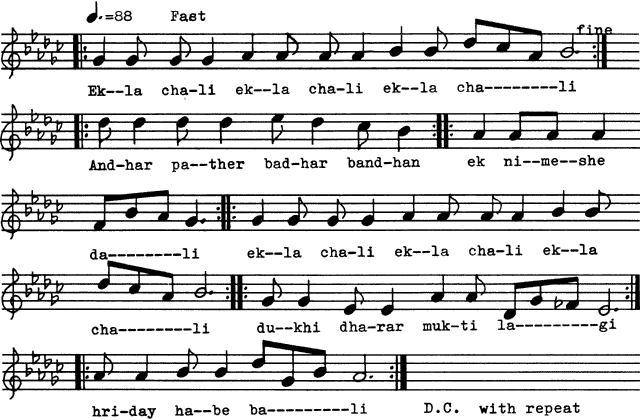 ♩.=88 Fast
fine
Ek--la cha-li ek--la cha-li ek--la cha--------li
And-har pa--ther bad-har band-han ek ni-me--she
da---------li ek--la cha-li ek--la cha-li ek--la
cha--------li du--khi dha-rar muk-ti la---------gi
hri-day ha--be ba---------li D.C. with repeat